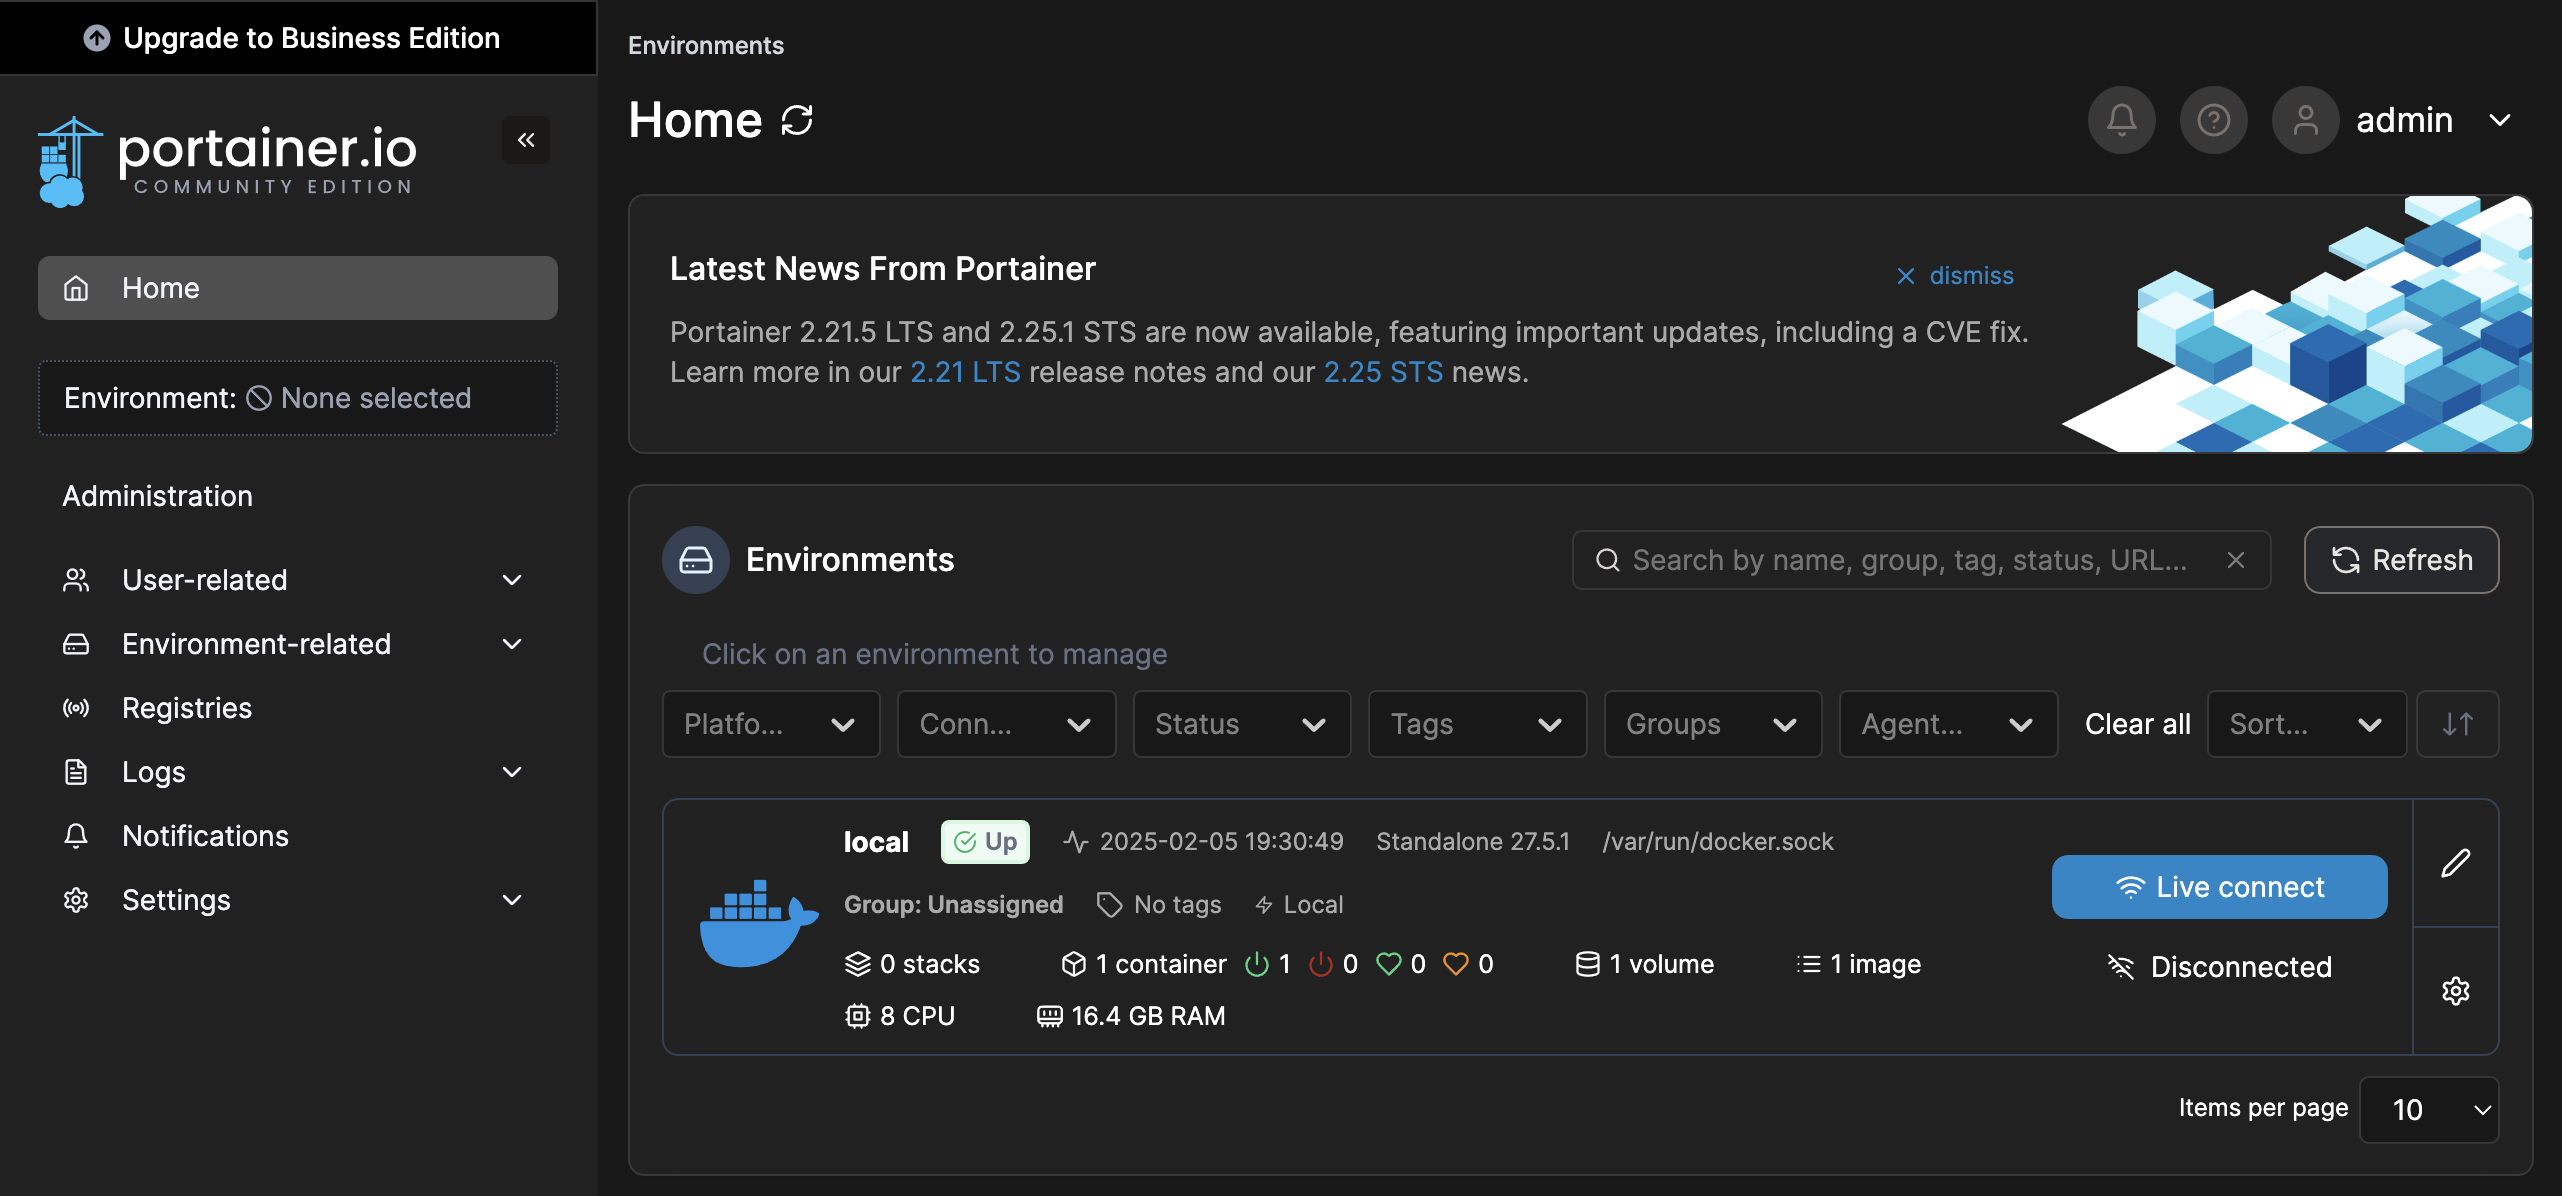 Upgrade to Business Edition
portainer.io
COMMUNITY EDITION
Home
Environment: None selected
Administration
User-related
Environment-related
Registries
Logs
Notifications
Settings
Environments
Home
admin
Latest News From Portainer
dismiss
Portainer 2.21.5 LTS and 2.25.1 STS are now available, featuring important updates, including a CVE fix.
Learn more in our 2.21 LTS release notes and our 2.25 STS news.
Environments
Search by name, group, tag, status, URL...
Refresh
Click on an environment to manage
Platfo... Conn... Status Tags Groups Agent... Clear all Sort...
local Up 2025-02-05 19:30:49 Standalone 27.5.1 /var/run/docker.sock
Group: Unassigned No tags Local
0 stacks 1 container 1 0 0 0 1 volume 1 image
8 CPU 16.4 GB RAM
Live connect
Disconnected
Items per page 10